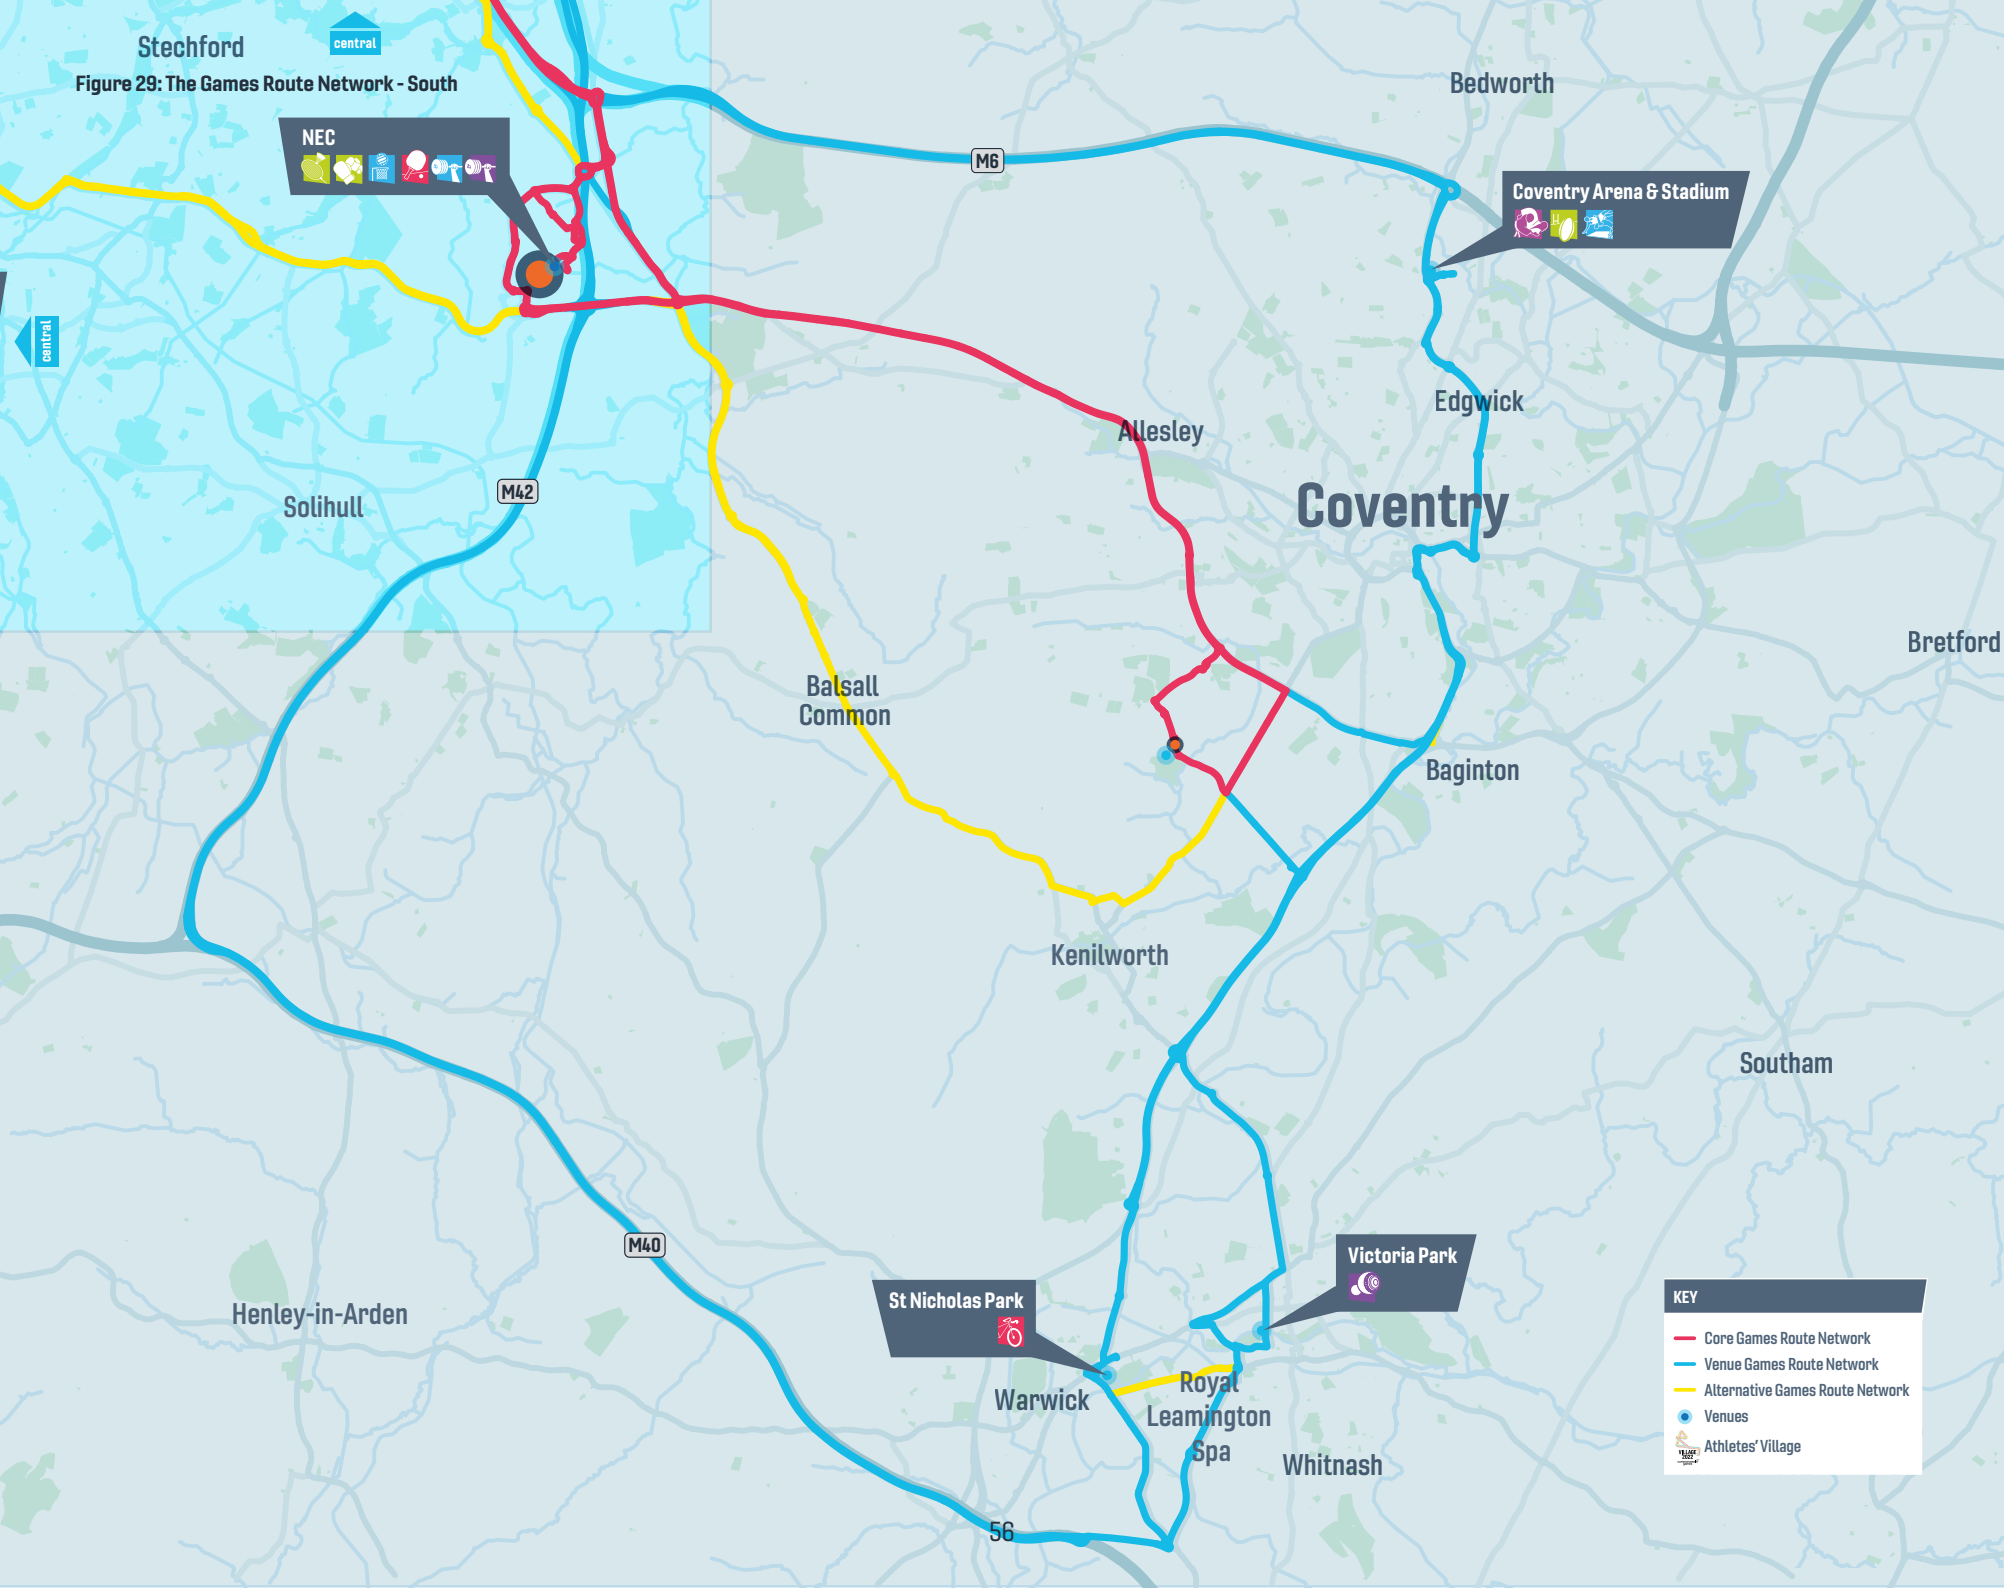 Stechford
central
Figure 29: The Games Route Network - South
Bedworth
NEC
M6
Coventry Arena & Stadium
central
Edgwick
Allesley
M42
Solihull
Coventry
Bretford
Balsall
Common
Baginton
Kenilworth
Southam
M40
Victoria Park
Henley-in-Arden
St Nicholas Park
Warwick
Royal
Leamington
Spa
Whitnash
KEY
Core Games Route Network
Venue Games Route Network
Alternative Games Route Network
Venues
Athletes' Village
VILLAGE
2022
56